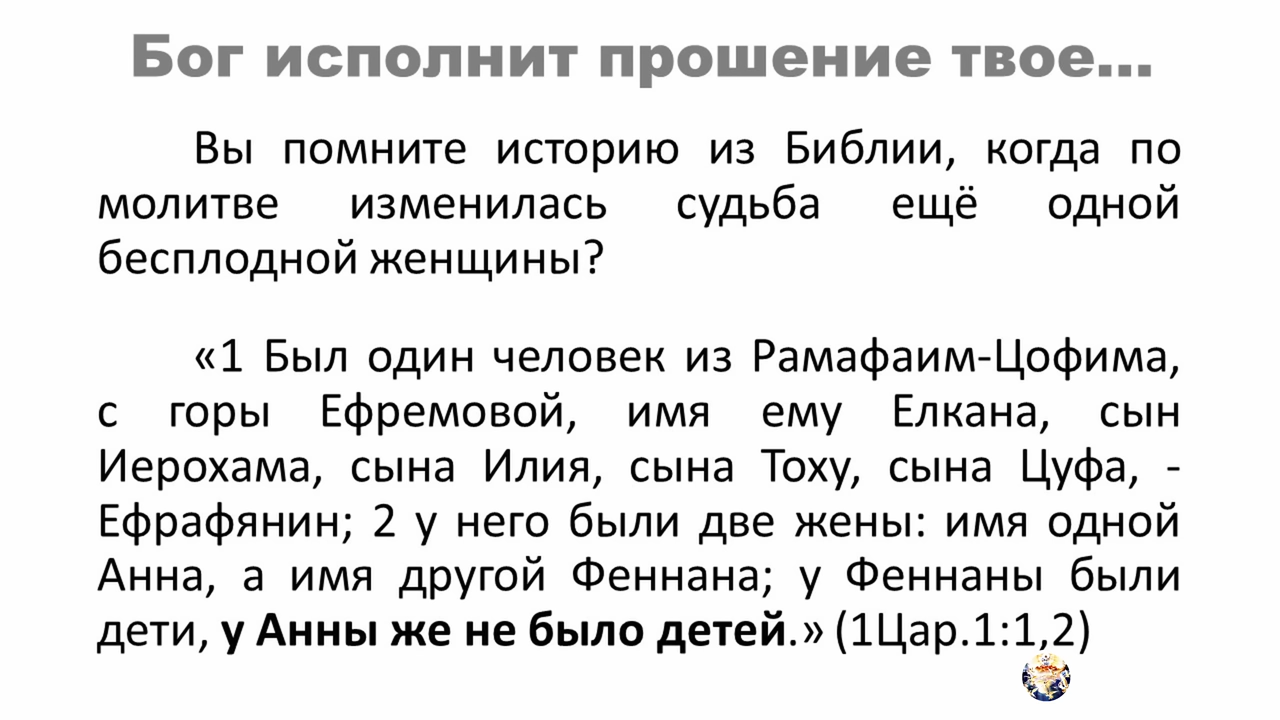 Бог исполнит прошение твое...
Вы помните историю из Библии, когда по
молитве изменилась судьба ещё одной
бесплодной женщины?
«1 Был один человек из Рамафаим-Цофима,
с горы Ефремовой, имя ему Елкана, сын
Иерохама, сына Илия, сына Тоху, сына Цуфа, -
Ефрафянин; 2 у него были две жены: имя одной
Анна, а имя другой Феннана; у Феннаны были
дети, у Анны же не было детей.» (1Цар.1:1,2)